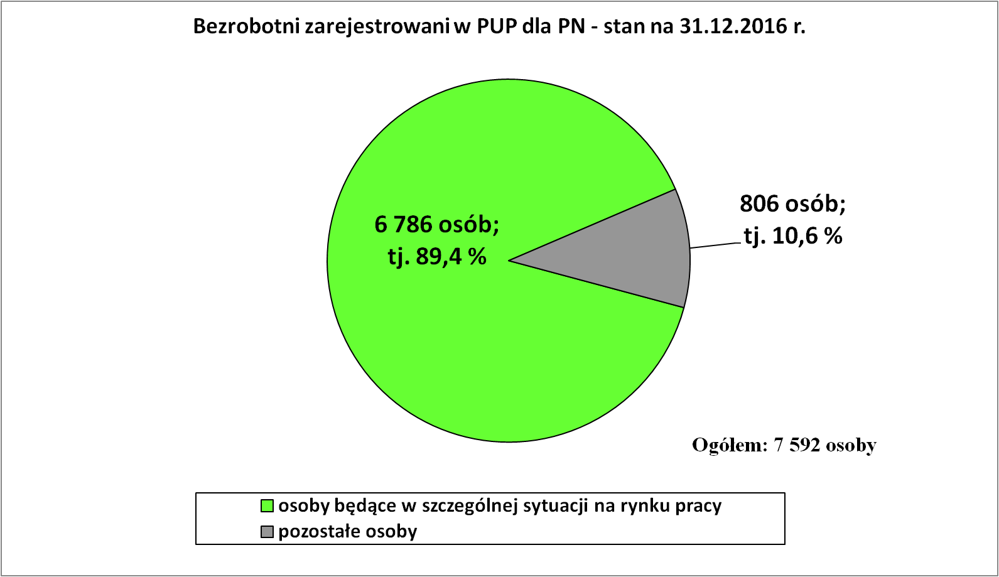 Bezrobotni zarejestrowani w PUP dla PN - stan na 31.12.2016 r.
6 786 osób;
tj. 89,4 %
806 osób;
tj. 10,6 %
Ogółem: 7 592 osoby
osoby będące w szczególnej sytuacji na rynku pracy
pozostałe osoby